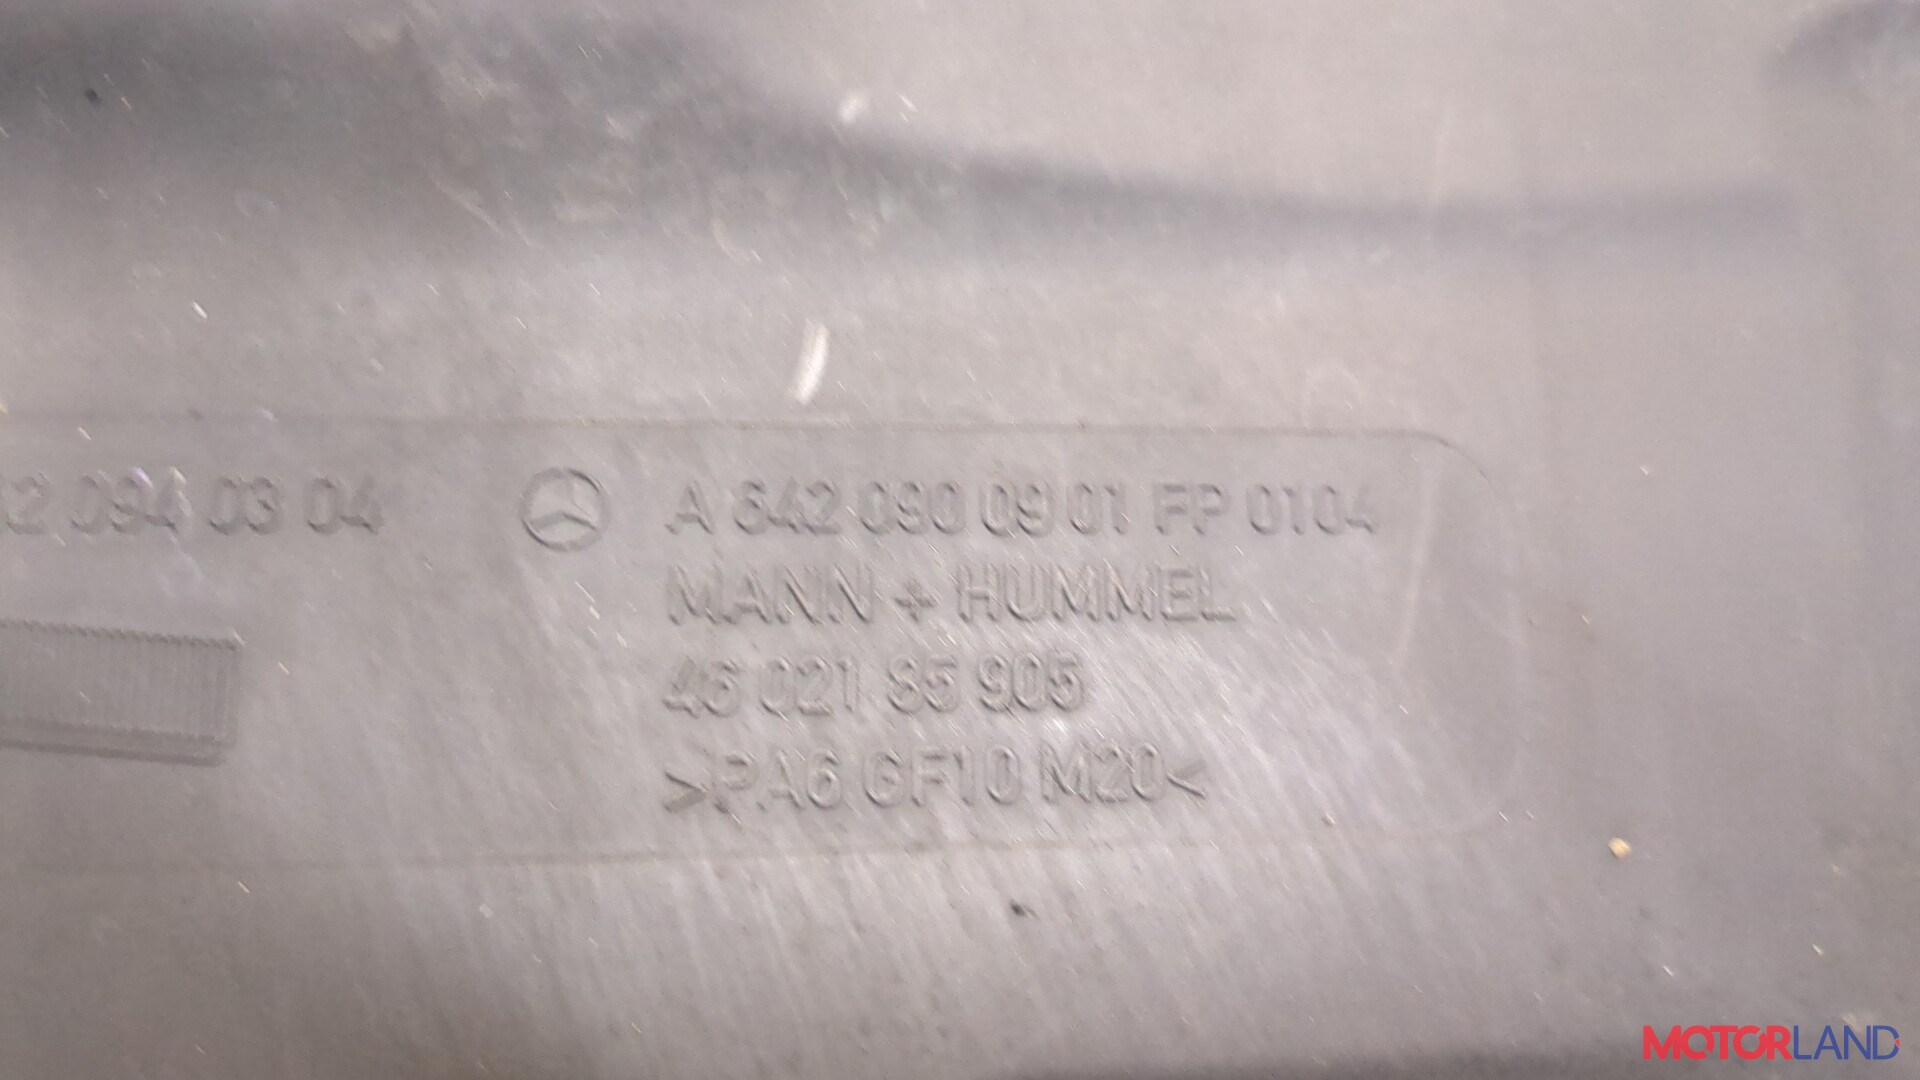 2 094 03 04
A 642 090 09 01 FP 0104
MANN + HUMMEL
46 021 85 905
>PA6 GF10 M20<
MOTORLAND